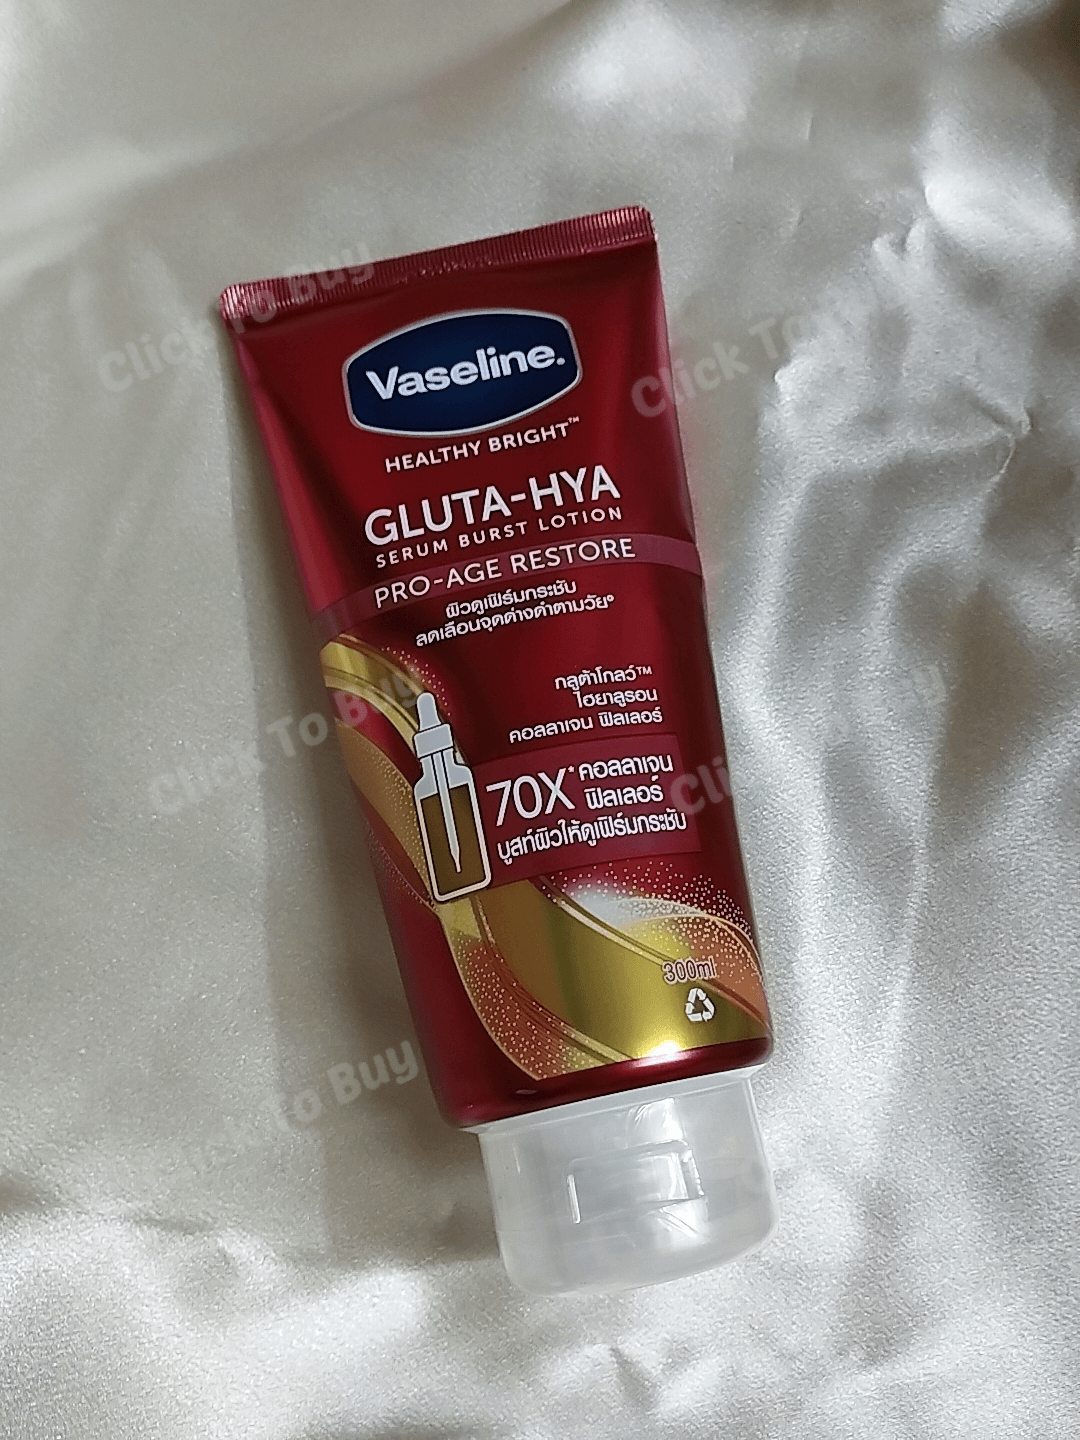 Vaseline.
HEALTHY BRIGHT™
GLUTA-HYA
SERUM BURST LOTION
PRO-AGE RESTORE
ผิวดูเฟิร์มกระชับ
ลดเลือนจุดด่างดำตามวัย°
กลูต้าโกลว์™
ไฮยาลูรอน
คอลลาเจน ฟิลเลอร์
70X* คอลลาเจน
ฟิลเลอร์
บูสท์ผิวให้ดูเฟิร์มกระชับ
300ml
Click To Buy
Click To Buy
Click To Buy
Click
To Buy